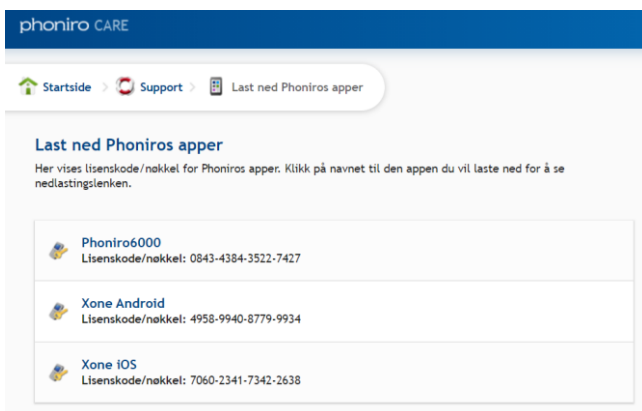 phoniro CARE
Startside > Support > Last ned Phoniros apper
Last ned Phoniros apper
Her vises lisenskode/nøkkel for Phoniros apper. Klikk på navnet til den appen du vil laste ned for å se
nedlastingslenken.
Phoniro6000
Lisenskode/nøkkel: 0843-4384-3522-7427
Xone Android
Lisenskode/nøkkel: 4958-9940-8779-9934
Xone iOS
Lisenskode/nøkkel: 7060-2341-7342-2638